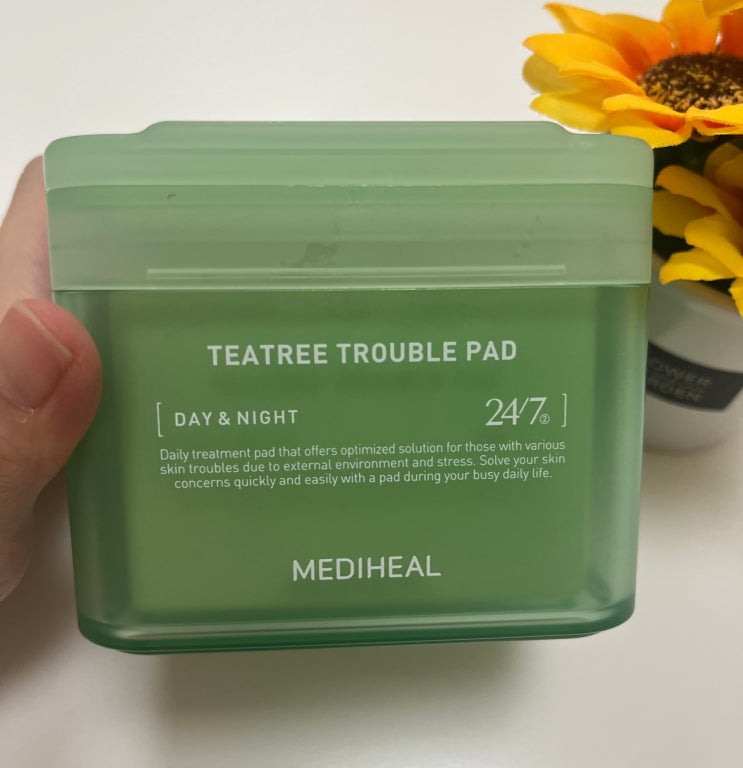 TEATREE TROUBLE PAD
[ DAY & NIGHT 24/7② ]
Daily treatment pad that offers optimized solution for those with various
skin troubles due to external environment and stress. Solve your skin
concerns quickly and easily with a pad during your busy daily life.
MEDIHEAL